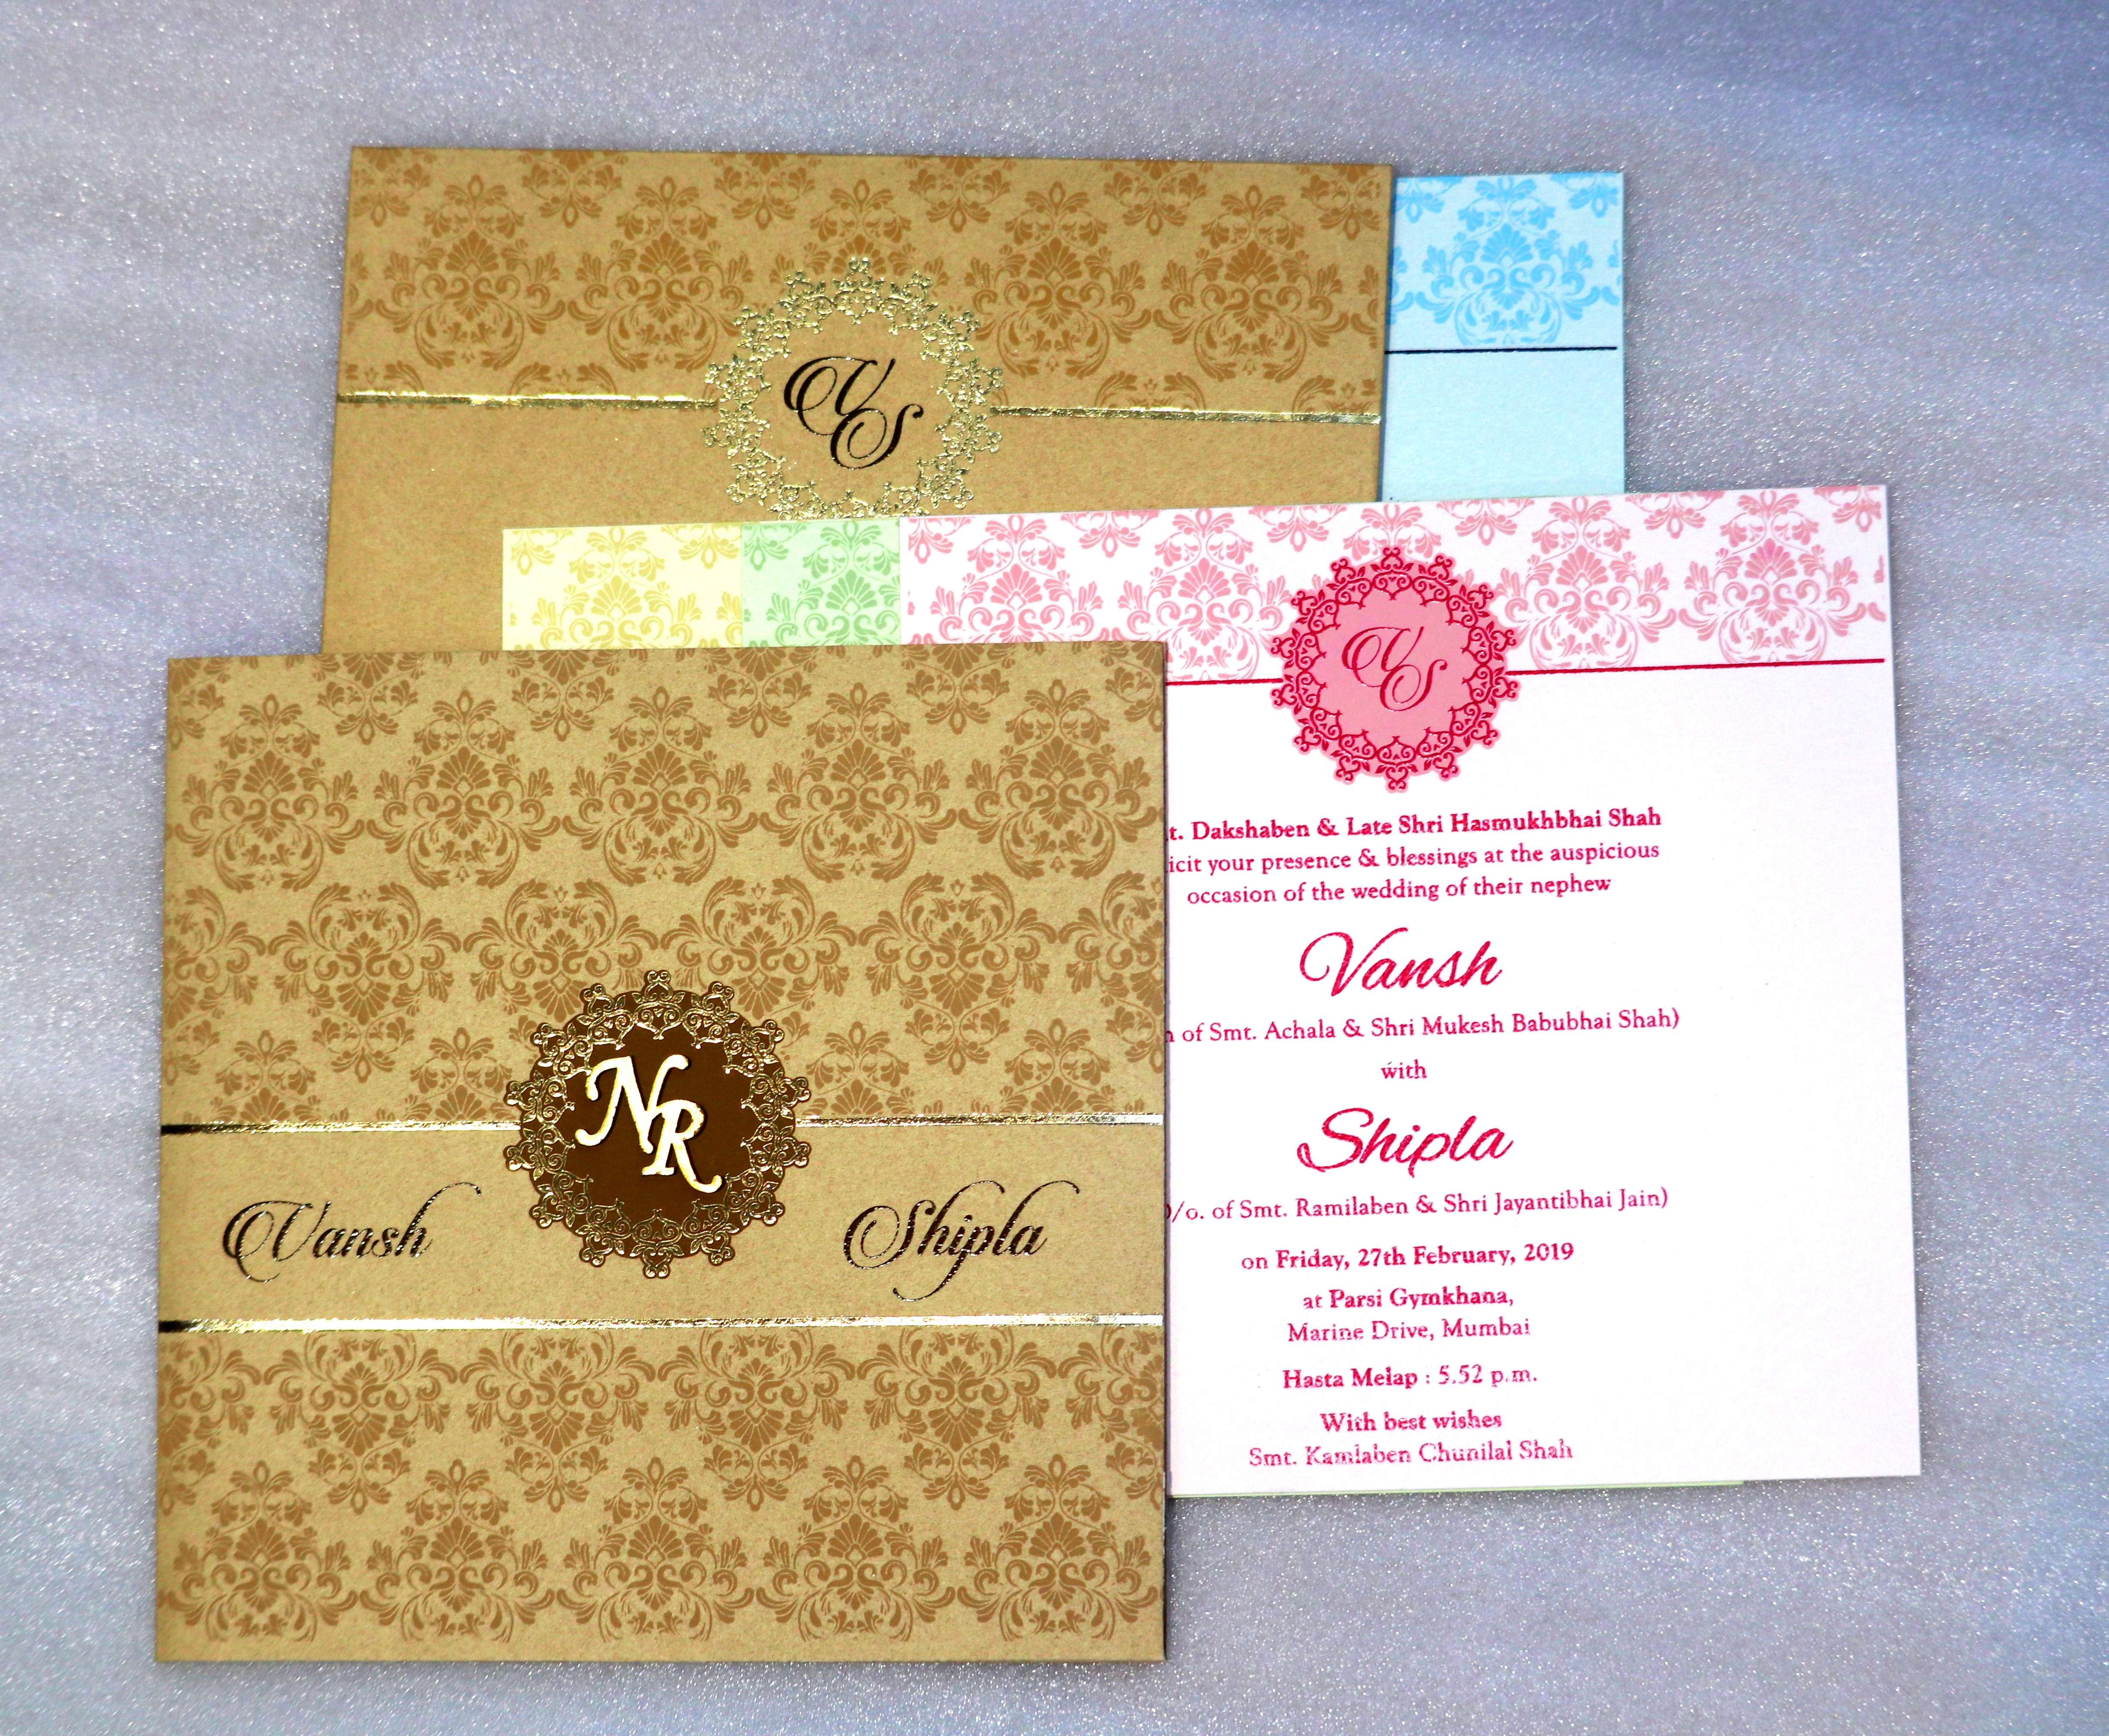 VS
VS
t. Dakshaben & Late Shri Hasmukhbhai Shah
icit your presence & blessings at the auspicious
occasion of the wedding of their nephew
Vansh
of Smt. Achala & Shri Mukesh Babubhai Shah)
with
Shipla
/o. of Smt. Ramilaben & Shri Jayantibhai Jain)
on Friday, 27th February, 2019
at Parsi Gymkhana,
Marine Drive, Mumbai
Hasta Melap : 5.52 p.m.
With best wishes
Smt. Kamlaben Chunilal Shah
NR
Vansh
Shipla